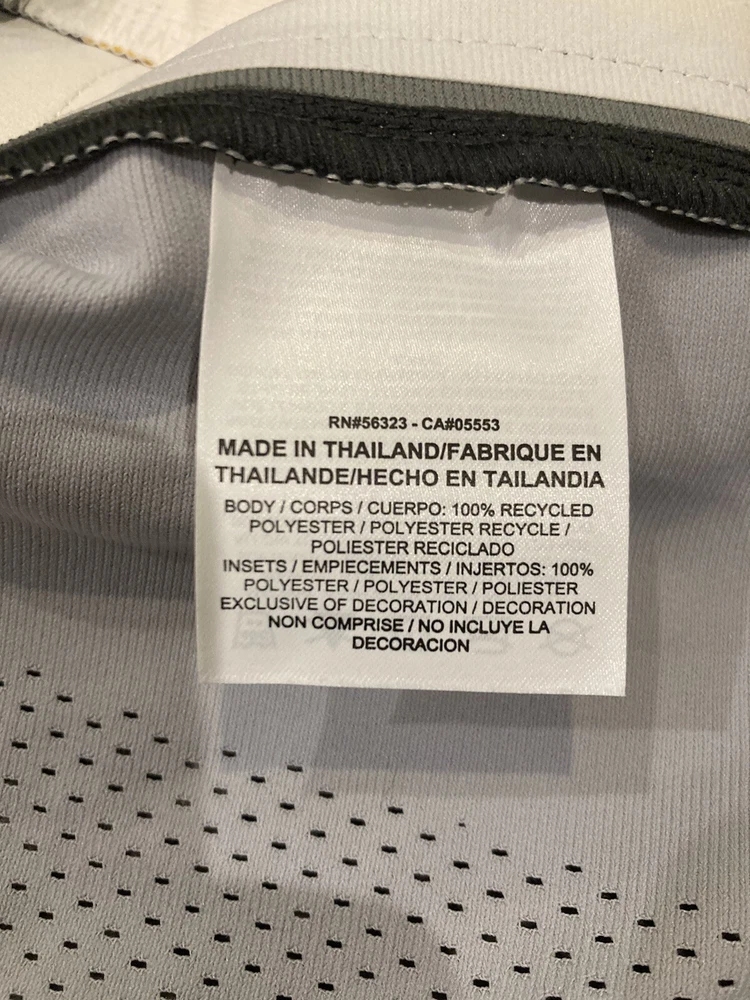 RN#56323 - CA#05553
MADE IN THAILAND/FABRIQUE EN
THAILANDE/HECHO EN TAILANDIA
BODY / CORPS / CUERPO: 100% RECYCLED
POLYESTER / POLYESTER RECYCLE /
POLIESTER RECICLADO
INSETS / EMPIECEMENTS / INJERTOS: 100%
POLYESTER / POLYESTER / POLIESTER
EXCLUSIVE OF DECORATION / DECORATION
NON COMPRISE / NO INCLUYE LA
DECORACION